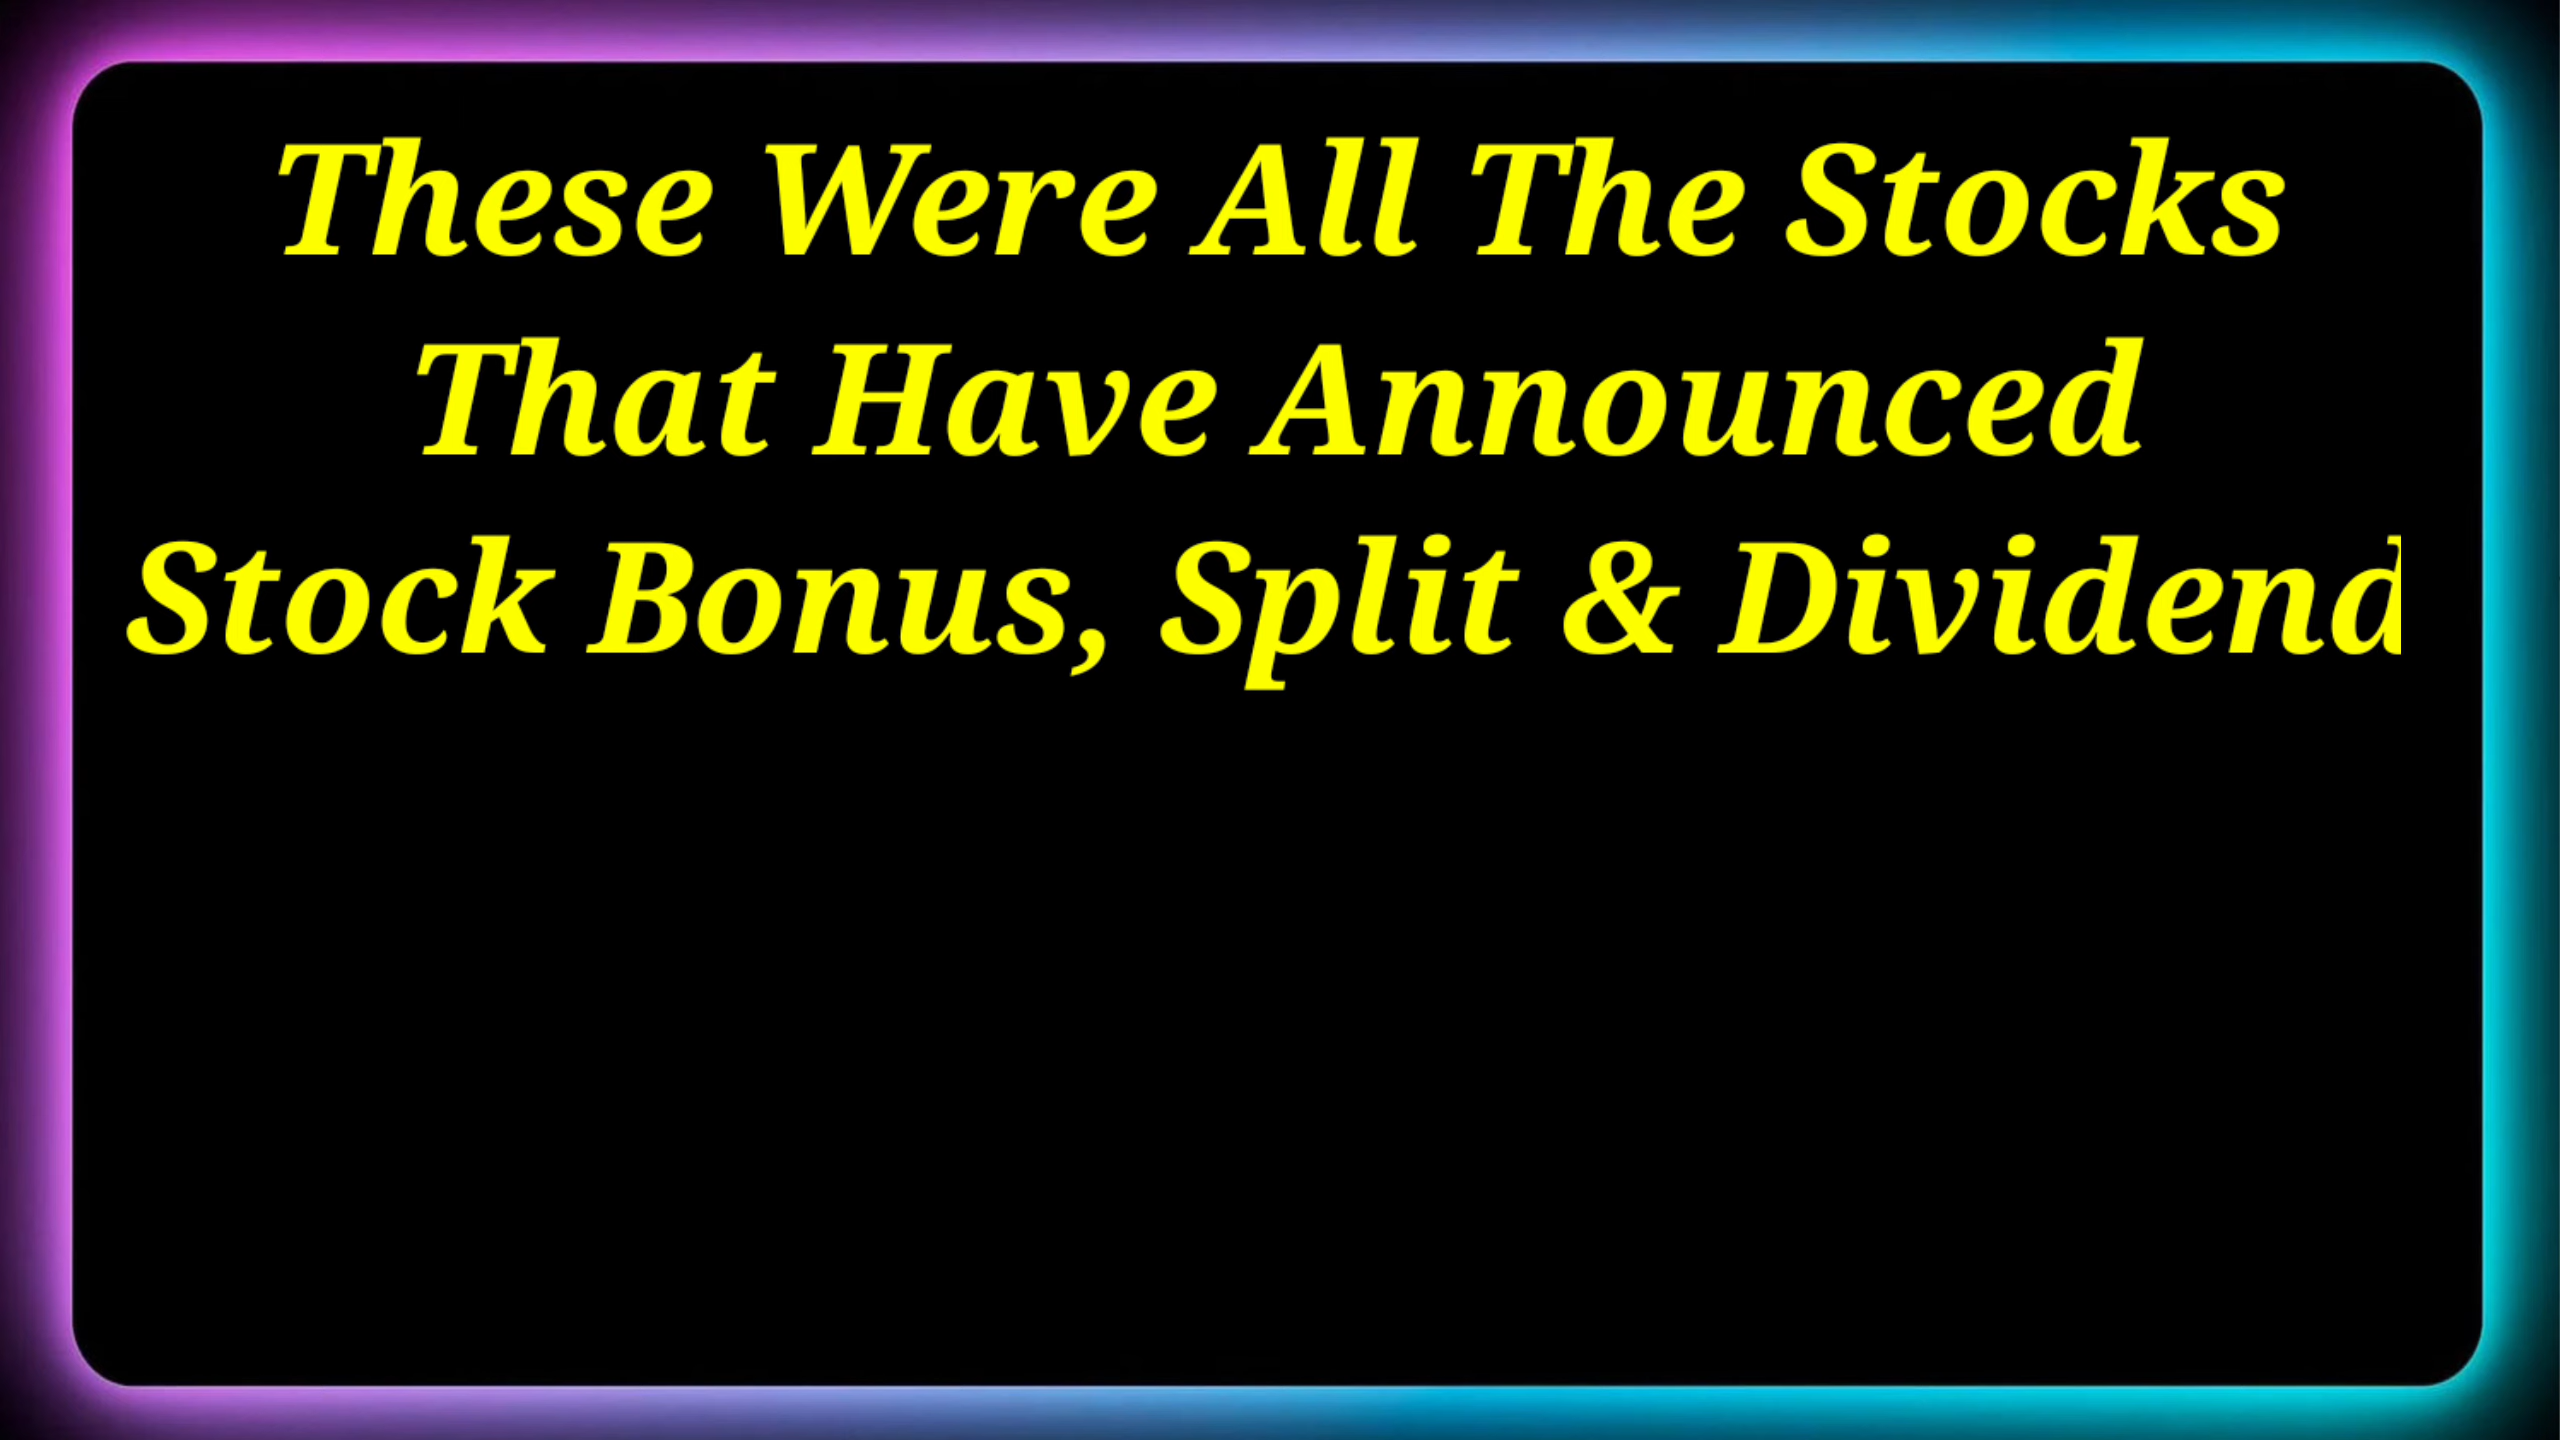 These Were All The Stocks
That Have Announced
Stock Bonus, Split & Dividend